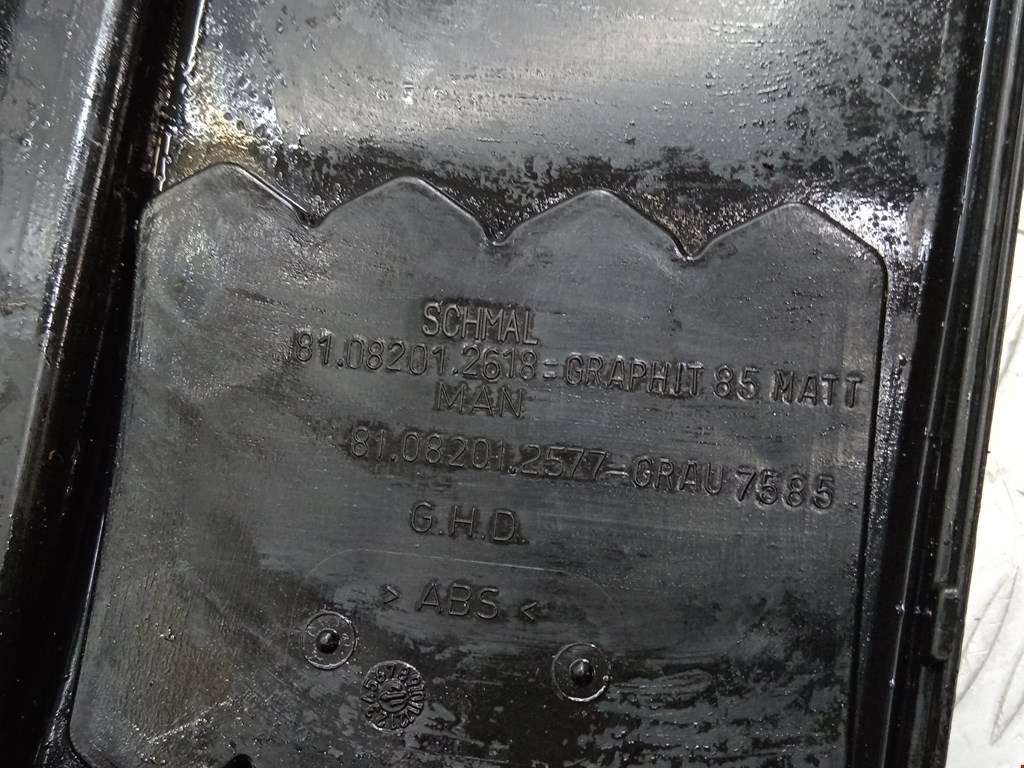 SCHMAL
81.08201.2618=GRAPHIT 85 MATT
MAN
81.08201.2577-GRAU 7585
G.H.D.
> ABS <